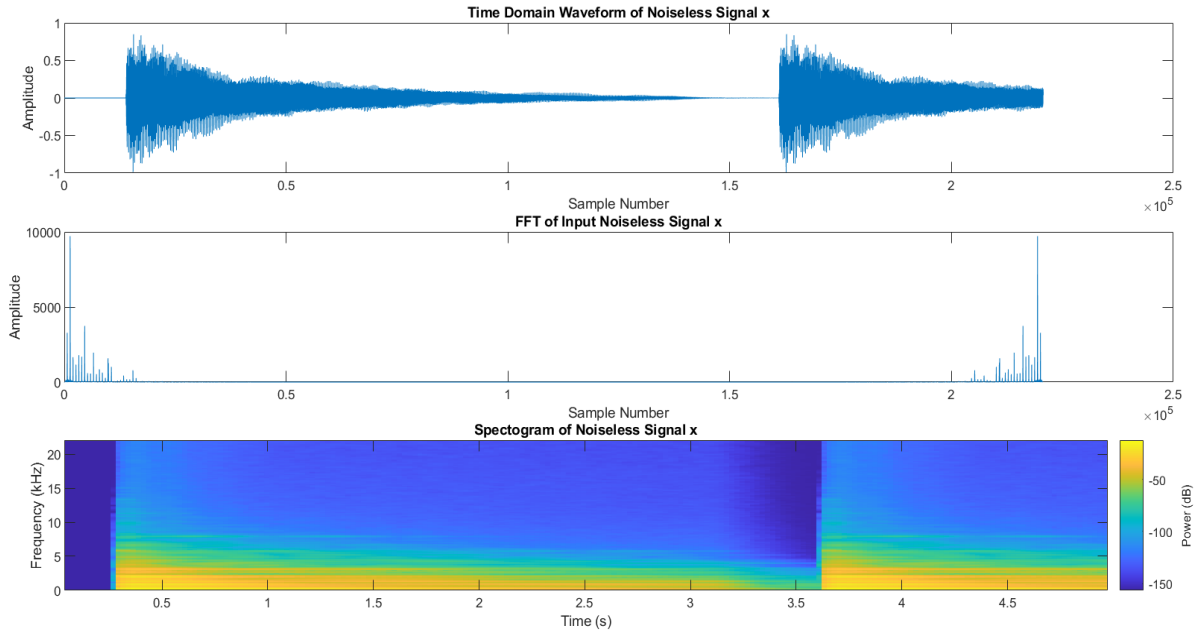 Time Domain Waveform of Noiseless Signal x
1
0.5
0
-0.5
-1
Amplitude
0 0.5 1 1.5 2 2.5
Sample Number
×10^5
FFT of Input Noiseless Signal x
10000
5000
0
Amplitude
0 0.5 1 1.5 2 2.5
Sample Number
×10^5
Spectogram of Noiseless Signal x
20
15
10
5
0
Frequency (kHz)
0.5 1 1.5 2 2.5 3 3.5 4 4.5
Time (s)
-50
-100
-150
Power (dB)